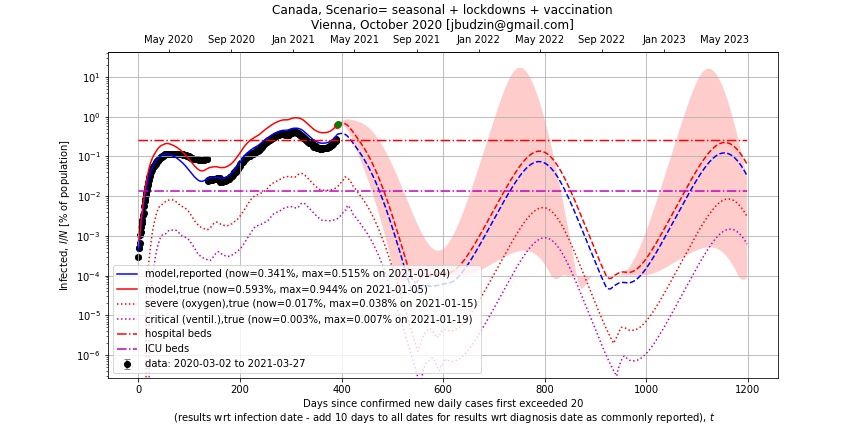 Canada, Scenario= seasonal + lockdowns + vaccination
Vienna, October 2020 [jbudzin@gmail.com]
May 2020 Sep 2020 Jan 2021 May 2021 Sep 2021 Jan 2022 May 2022 Sep 2022 Jan 2023 May 2023
Infected, I/N [% of population]
10¹
10⁰
10⁻¹
10⁻²
10⁻³
10⁻⁴
10⁻⁵
10⁻⁶
model,reported (now=0.341%, max=0.515% on 2021-01-04)
model,true (now=0.593%, max=0.944% on 2021-01-05)
severe (oxygen),true (now=0.017%, max=0.038% on 2021-01-15)
critical (ventil.),true (now=0.003%, max=0.007% on 2021-01-19)
hospital beds
ICU beds
data: 2020-03-02 to 2021-03-27
0 200 400 600 800 1000 1200
Days since confirmed new daily cases first exceeded 20
(results wrt infection date - add 10 days to all dates for results wrt diagnosis date as commonly reported), t